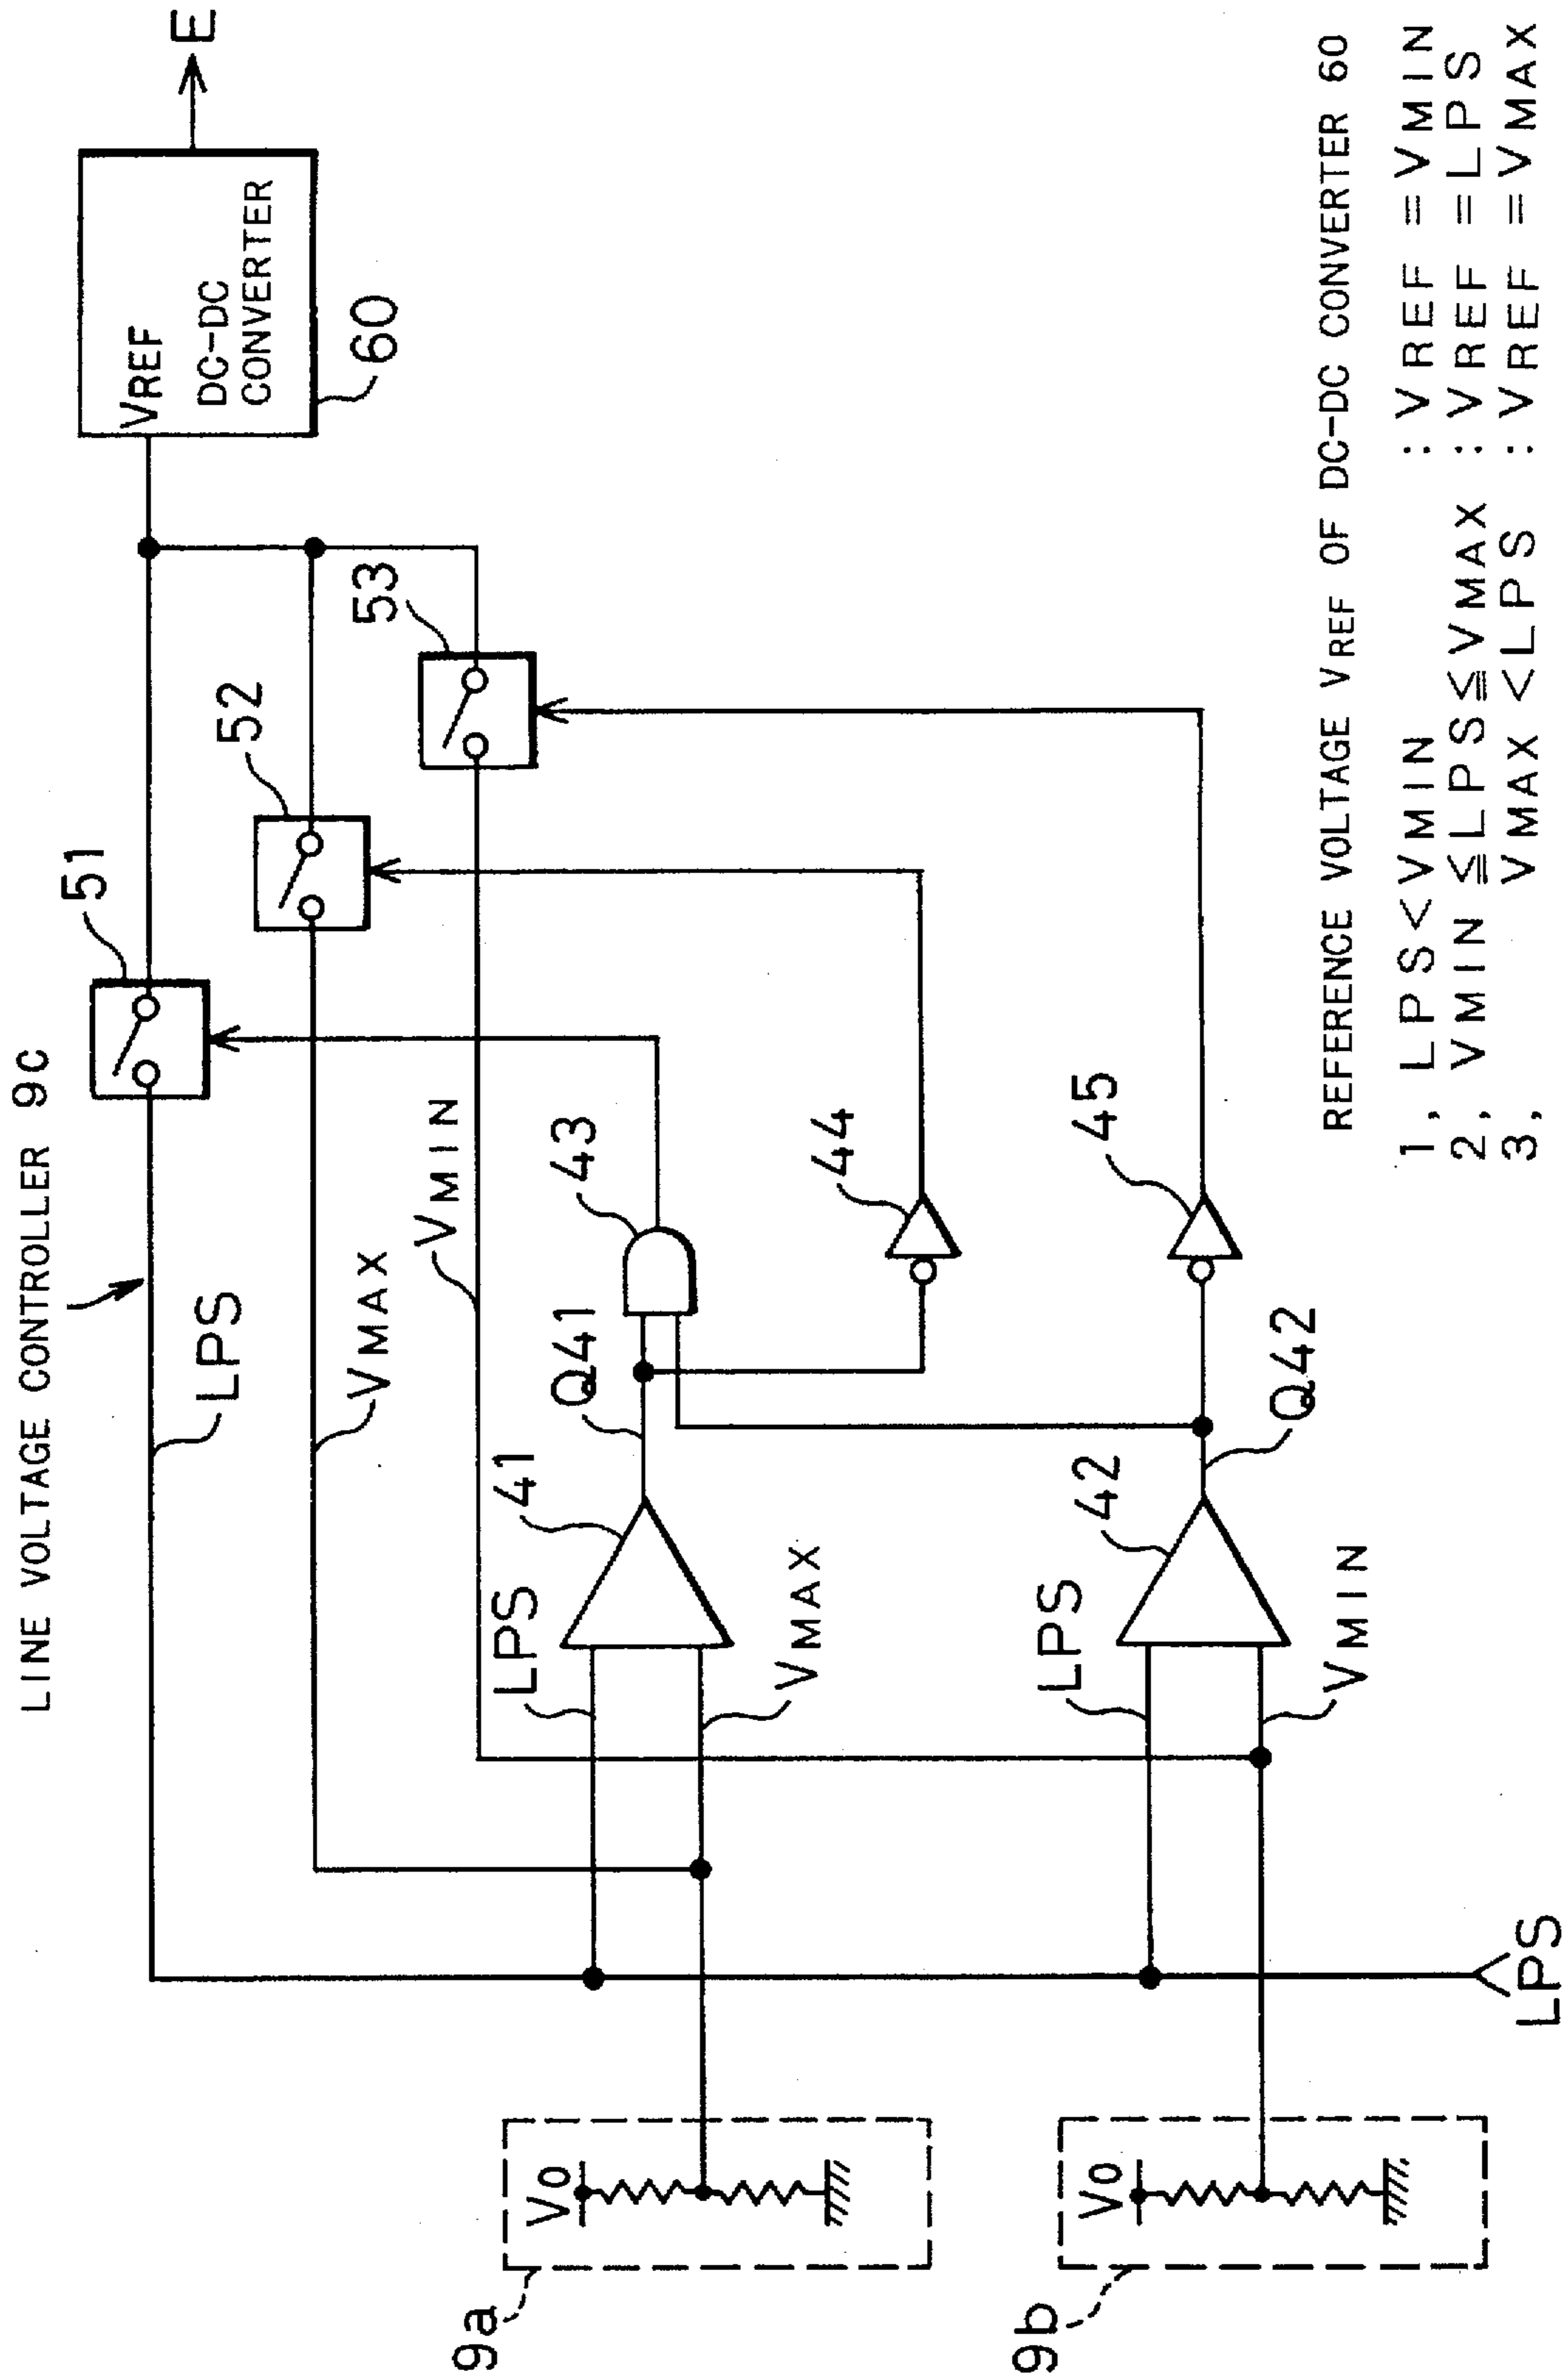 LINE VOLTAGE CONTROLLER 9C
LPS
51
VMAX
52
VMIN
53
VREF
DC-DC
CONVERTER
60
E
9a
V0
LPS
41
VMAX
Q41
43
44
9b
V0
LPS
42
VMIN
Q42
45
LPS
REFERENCE VOLTAGE VREF OF DC-DC CONVERTER 60
1, LPS<VMIN : VREF =VMIN
2, VMIN ≦LPS≦VMAX : VREF =LPS
3, VMAX <LPS : VREF =VMAX